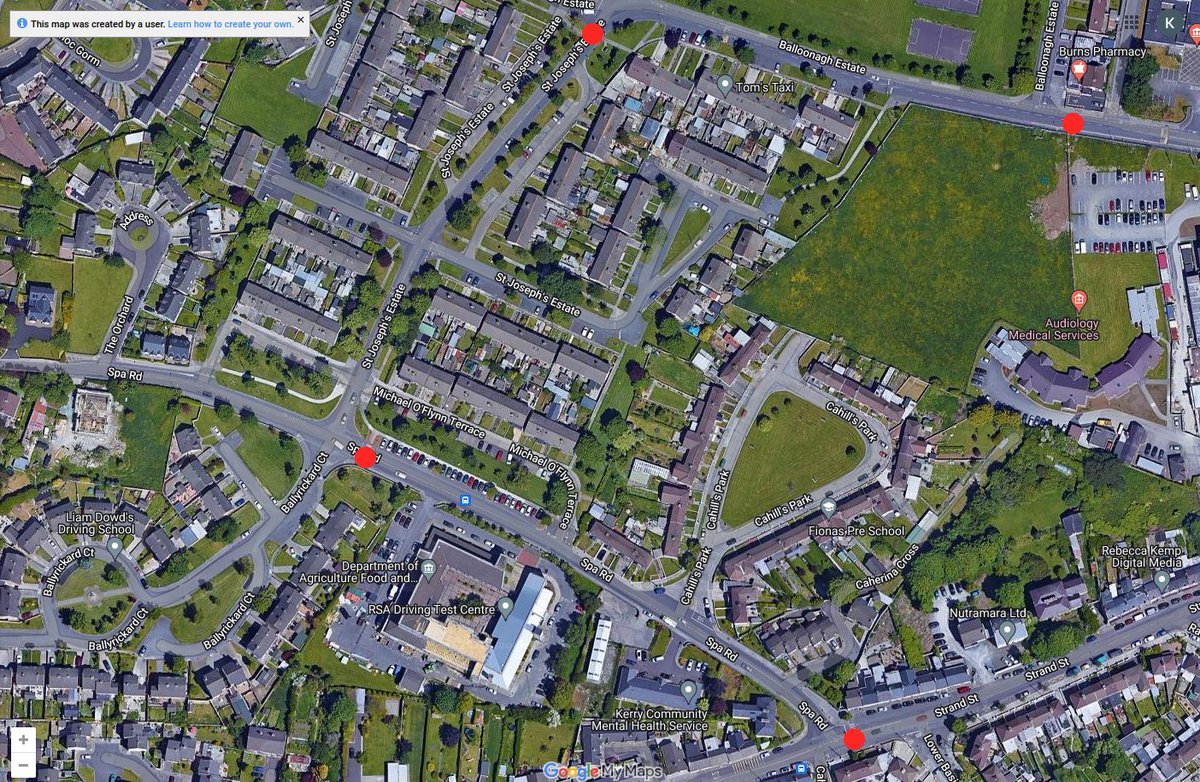 This map was created by a user. Learn how to create your own.
Estate
St Joseph's
St Joseph's Estate
St Joseph's E
Balloonagh Estate
Balloonagh Estate
K
Burns Pharmacy
Tom's Taxi
St Joseph's Estate
Address
The Orchard
St Joseph's Estate
St Joseph's Estate
Audiology
Medical Services
Spa Rd
Michael O'Flynn Terrace
Cahill's Park
Michael O'Flynn Terrace
Ballyrickard Ct
Cahill's Park
Cahill's Park
Fionas Pre School
Liam Dowd's
Driving School
Ballyrickard Ct
Department of
Agriculture Food and...
Spa Rd
Cahill's Park
Caherina Cross
Rebecca Kemp
Digital Media
RSA Driving Test Centre
Ballyrickard Ct
Ballyrickard Ct
Nutramara Ltd.
Spa Rd
Strand St
Kerry Community
Mental Health Service
Spa Rd
Strand St
Google My Maps